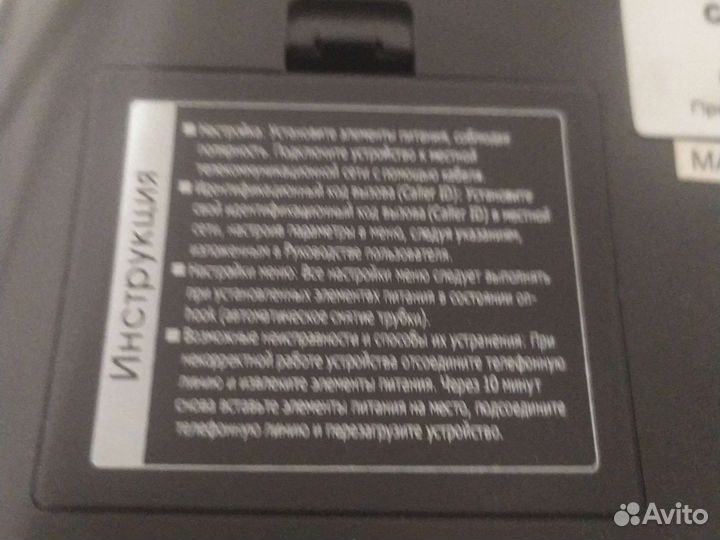 Инструкция
■ Настройка. Установите элементы питания, соблюдая
полярность. Подключите устройство к местной
телекоммуникационной сети с помощью кабеля.
■ Идентификационный код вызова (Caller ID): Установите
свой идентификационный код вызова (Caller ID) в местной
сети, настроив параметры в меню, следуя указаниям,
изложенным в Руководстве пользователя.
■ Настройки меню: Все настройки меню следует выполнять
при установленных элементах питания в состоянии on-
hook (автоматическое снятие трубки).
■ Возможные неисправности и способы их устранения: При
некорректной работе устройства отсоедините телефонную
линию и извлеките элементы питания. Через 10 минут
снова вставьте элементы питания на место, подсоедините
телефонную линию и перезагрузите устройство.
Avito